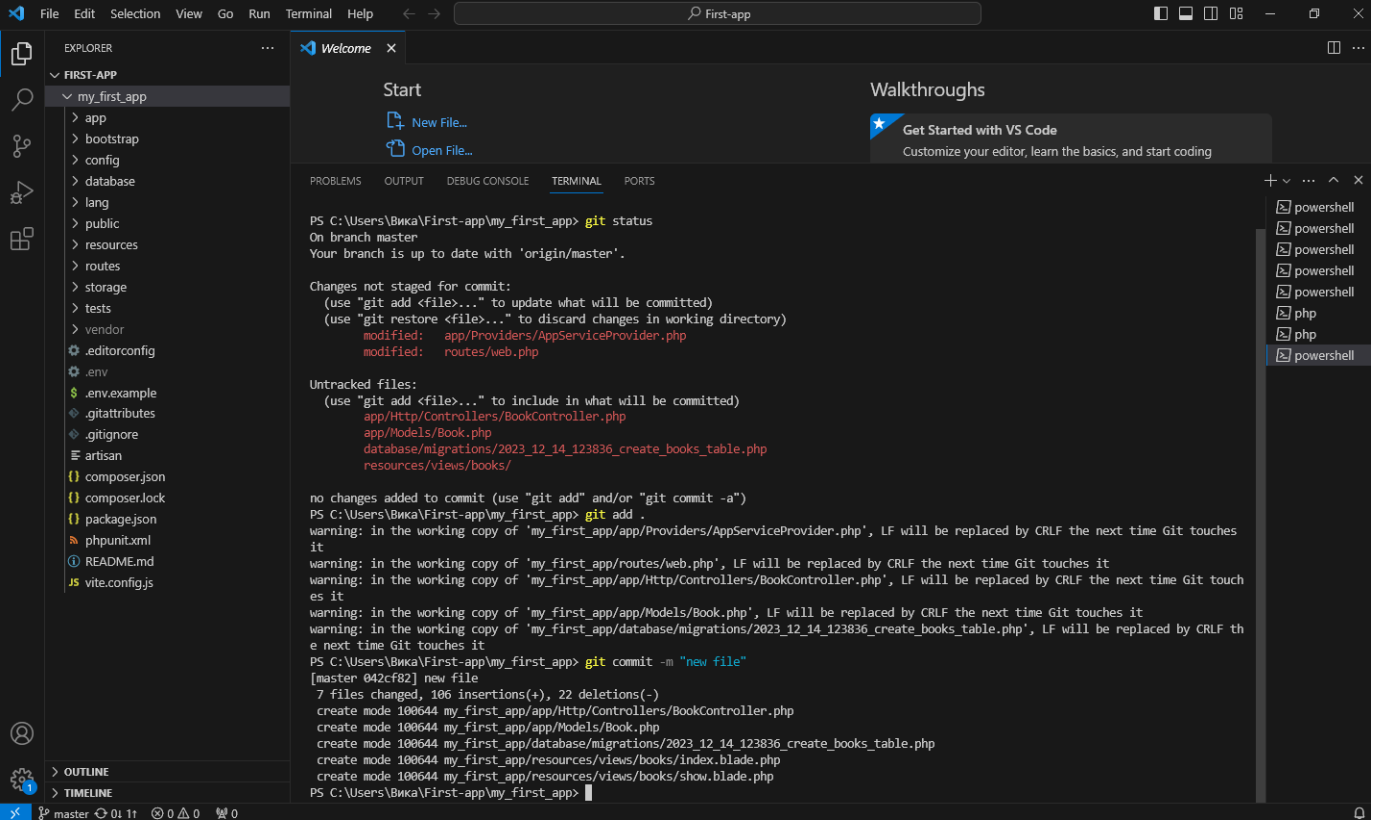 File Edit Selection View Go Run Terminal Help First-app
EXPLORER
FIRST-APP
my_first_app
app
bootstrap
config
database
lang
public
resources
routes
storage
tests
vendor
.editorconfig
.env
$ .env.example
.gitattributes
.gitignore
artisan
{} composer.json
{} composer.lock
{} package.json
phpunit.xml
README.md
JS vite.config.js
OUTLINE
TIMELINE
Welcome
Start
New File...
Open File...
Walkthroughs
Get Started with VS Code
Customize your editor, learn the basics, and start coding
PROBLEMS OUTPUT DEBUG CONSOLE TERMINAL PORTS
PS C:\Users\Вика\First-app\my_first_app> git status
On branch master
Your branch is up to date with 'origin/master'.
Changes not staged for commit:
(use "git add <file>..." to update what will be committed)
(use "git restore <file>..." to discard changes in working directory)
modified: app/Providers/AppServiceProvider.php
modified: routes/web.php
Untracked files:
(use "git add <file>..." to include in what will be committed)
app/Http/Controllers/BookController.php
app/Models/Book.php
database/migrations/2023_12_14_123836_create_books_table.php
resources/views/books/
no changes added to commit (use "git add" and/or "git commit -a")
PS C:\Users\Вика\First-app\my_first_app> git add .
warning: in the working copy of 'my_first_app/app/Providers/AppServiceProvider.php', LF will be replaced by CRLF the next time Git touches
it
warning: in the working copy of 'my_first_app/routes/web.php', LF will be replaced by CRLF the next time Git touches it
warning: in the working copy of 'my_first_app/app/Http/Controllers/BookController.php', LF will be replaced by CRLF the next time Git touch
es it
warning: in the working copy of 'my_first_app/app/Models/Book.php', LF will be replaced by CRLF the next time Git touches it
warning: in the working copy of 'my_first_app/database/migrations/2023_12_14_123836_create_books_table.php', LF will be replaced by CRLF th
e next time Git touches it
PS C:\Users\Вика\First-app\my_first_app> git commit -m "new file"
[master 042cf82] new file
7 files changed, 106 insertions(+), 22 deletions(-)
create mode 100644 my_first_app/app/Http/Controllers/BookController.php
create mode 100644 my_first_app/app/Models/Book.php
create mode 100644 my_first_app/database/migrations/2023_12_14_123836_create_books_table.php
create mode 100644 my_first_app/resources/views/books/index.blade.php
create mode 100644 my_first_app/resources/views/books/show.blade.php
PS C:\Users\Вика\First-app\my_first_app>
powershell
powershell
powershell
powershell
powershell
php
php
powershell
1
master 0↓ 1↑ 0 0 0